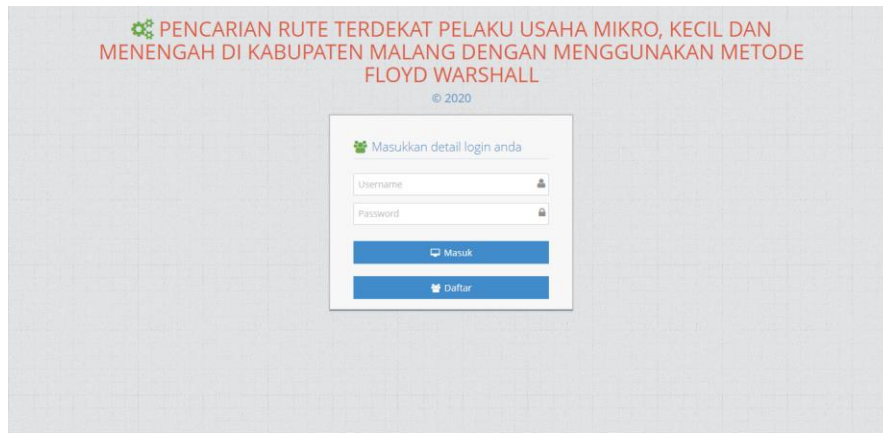 PENCARIAN RUTE TERDEKAT PELAKU USAHA MIKRO, KECIL DAN
MENENGAH DI KABUPATEN MALANG DENGAN MENGGUNAKAN METODE
FLOYD WARSHALL
© 2020
Masukkan detail login anda
Username
Password
Masuk
Daftar